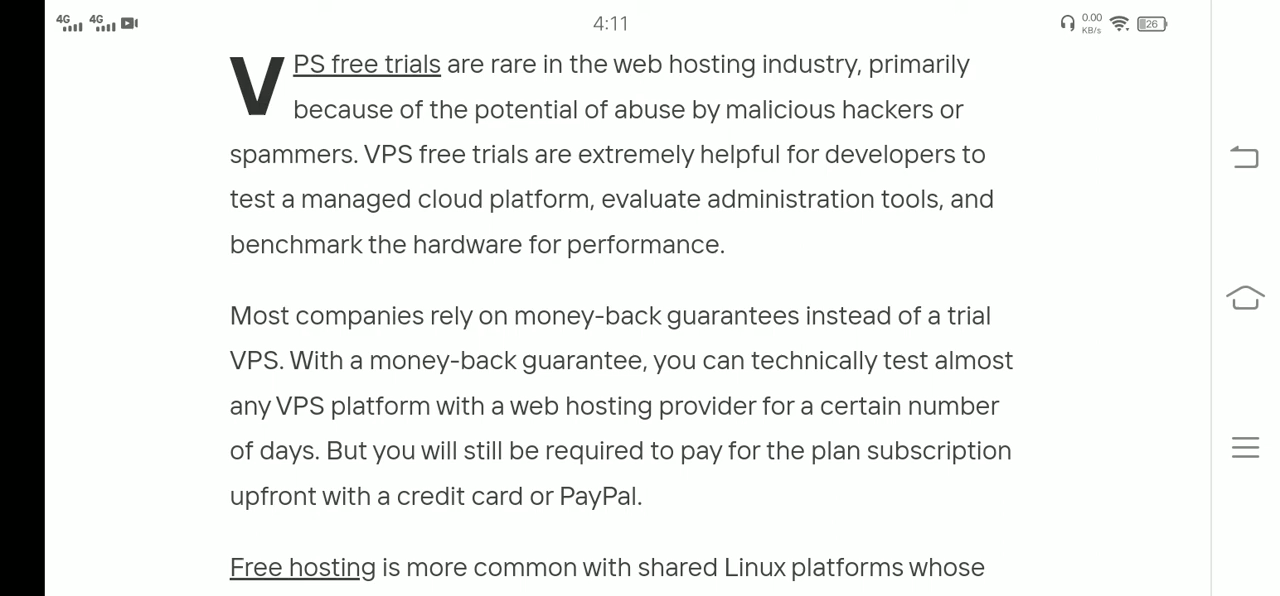 4G 4G 4:11 0.00 KB/s 26
VPS free trials are rare in the web hosting industry, primarily
because of the potential of abuse by malicious hackers or
spammers. VPS free trials are extremely helpful for developers to
test a managed cloud platform, evaluate administration tools, and
benchmark the hardware for performance.
Most companies rely on money-back guarantees instead of a trial
VPS. With a money-back guarantee, you can technically test almost
any VPS platform with a web hosting provider for a certain number
of days. But you will still be required to pay for the plan subscription
upfront with a credit card or PayPal.
Free hosting is more common with shared Linux platforms whose